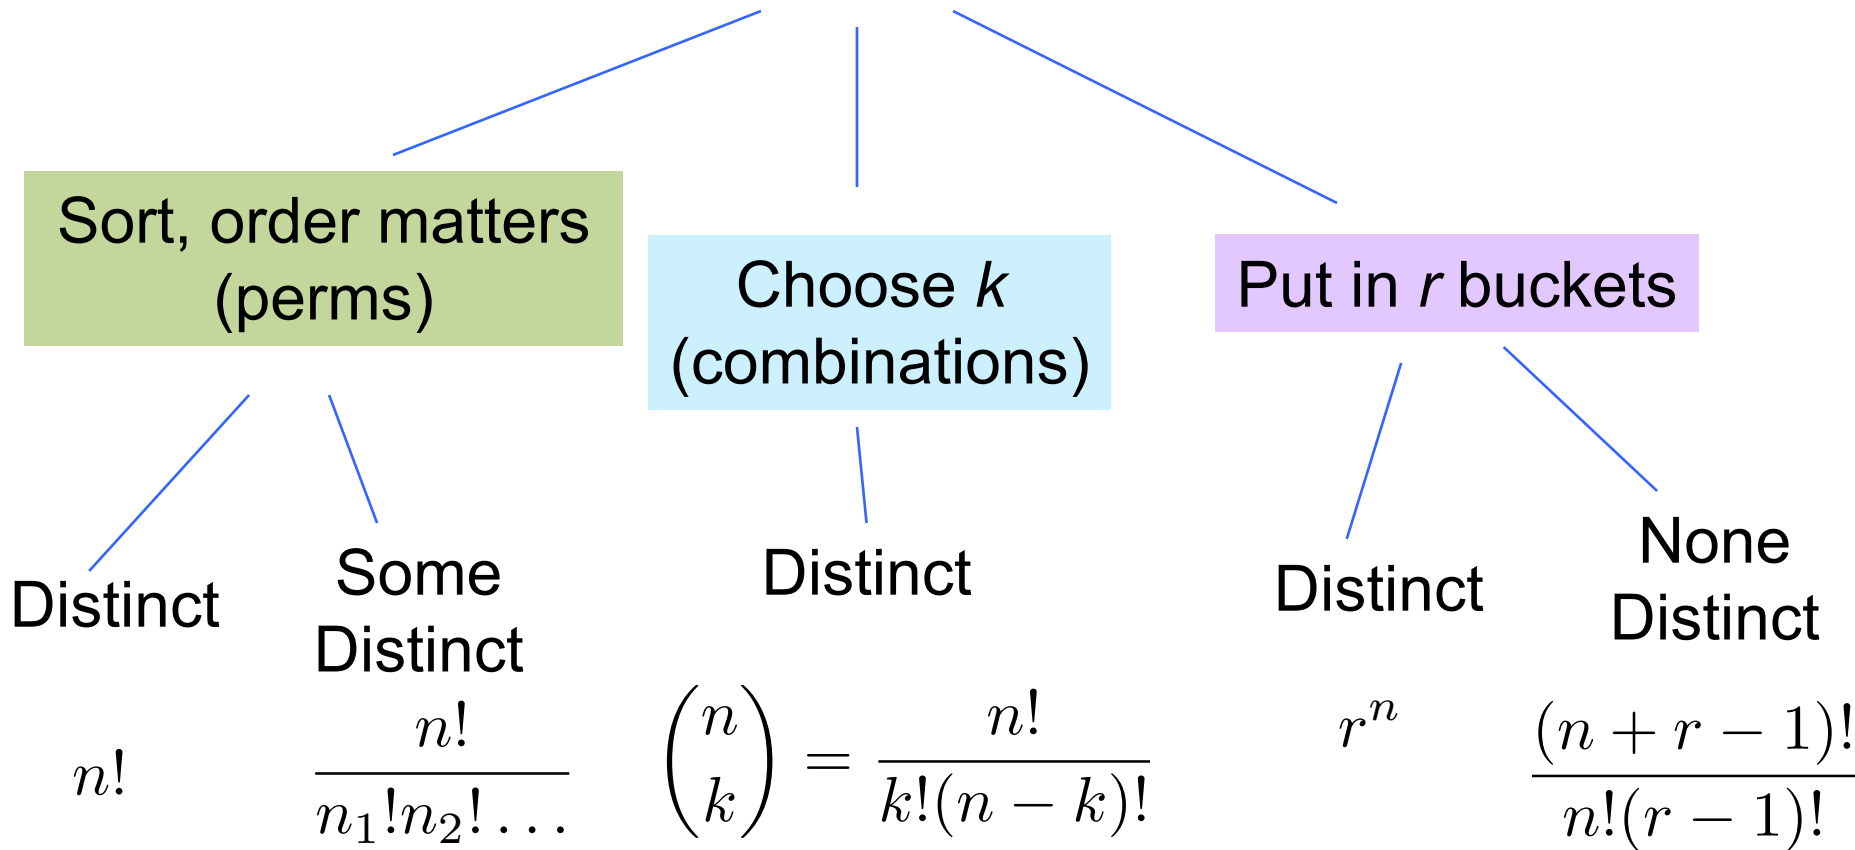 Sort, order matters
(perms)
Choose k
(combinations)
Put in r buckets
Distinct
Some
Distinct
Distinct
Distinct
None
Distinct
n!
n!
n₁!n₂!...
(n k) = n! / k!(n − k)!
rⁿ
(n + r − 1)!
n!(r − 1)!